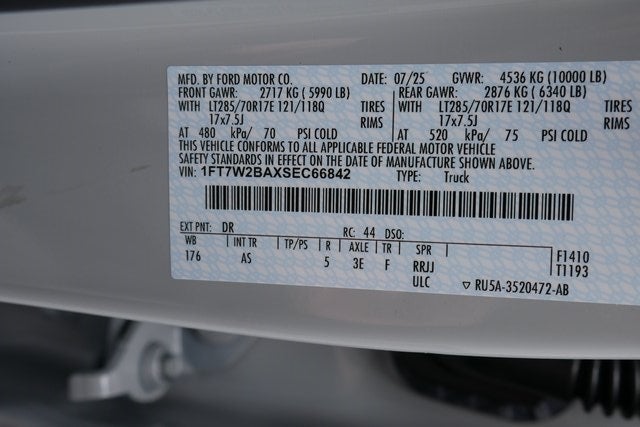 MFD. BY FORD MOTOR CO. DATE: 07/25 GVWR: 4536 KG (10000 LB)
FRONT GAWR: 2717 KG ( 5990 LB) REAR GAWR: 2876 KG ( 6340 LB)
WITH LT285/70R17E 121/118Q TIRES WITH LT285/70R17E 121/118Q TIRES
17x7.5J RIMS 17x7.5J RIMS
AT 480 kPa/ 70 PSI COLD AT 520 kPa/ 75 PSI COLD
THIS VEHICLE CONFORMS TO ALL APPLICABLE FEDERAL MOTOR VEHICLE
SAFETY STANDARDS IN EFFECT ON THE DATE OF MANUFACTURE SHOWN ABOVE.
VIN: 1FT7W2BAXSEC66842 TYPE: Truck
EXT PNT: DR RC: 44 DSO:
WB INT TR TP/PS R AXLE TR SPR F1410
176 AS 5 3E F RRJJ T1193
ULC ▽ RU5A-3520472-AB